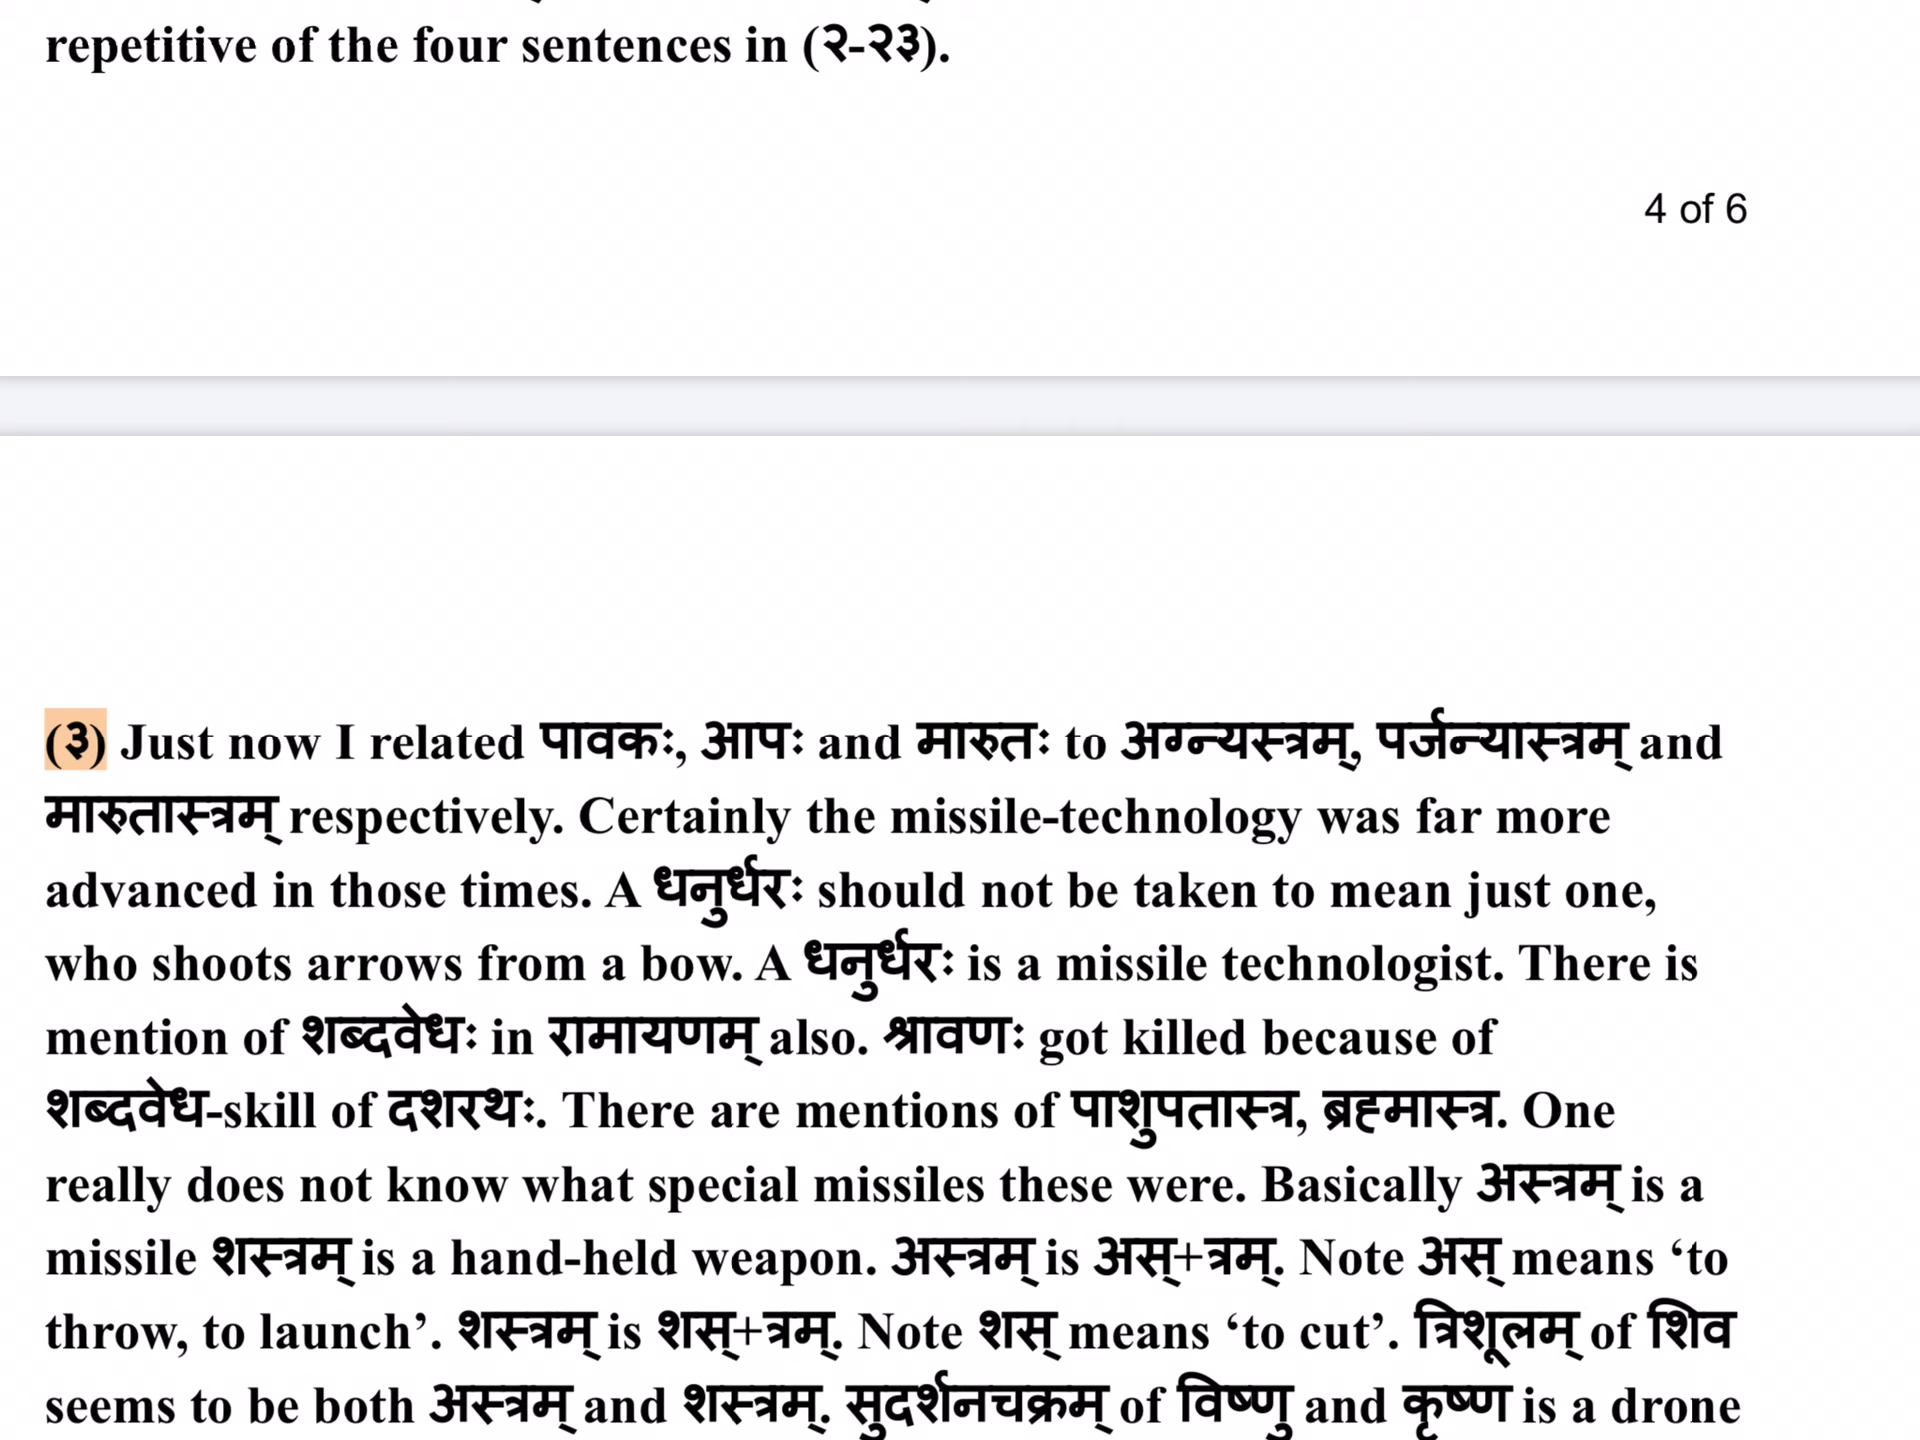 repetitive of the four sentences in (२-२३).
4 of 6
(३) Just now I related पावकः, आपः and मारुतः to अग्न्यस्त्रम्, पर्जन्यास्त्रम् and
मारुतास्त्रम् respectively. Certainly the missile-technology was far more
advanced in those times. A धनुर्धरः should not be taken to mean just one,
who shoots arrows from a bow. A धनुर्धरः is a missile technologist. There is
mention of शब्दवेधः in रामायणम् also. श्रावणः got killed because of
शब्दवेध-skill of दशरथः. There are mentions of पाशुपतास्त्र, ब्रह्मास्त्र. One
really does not know what special missiles these were. Basically अस्त्रम् is a
missile शस्त्रम् is a hand-held weapon. अस्त्रम् is अस्+त्रम्. Note अस् means ‘to
throw, to launch’. शस्त्रम् is शस्+त्रम्. Note शस् means ‘to cut’. त्रिशूलम् of शिव
seems to be both अस्त्रम् and शस्त्रम्. सुदर्शनचक्रम् of विष्णु and कृष्ण is a drone